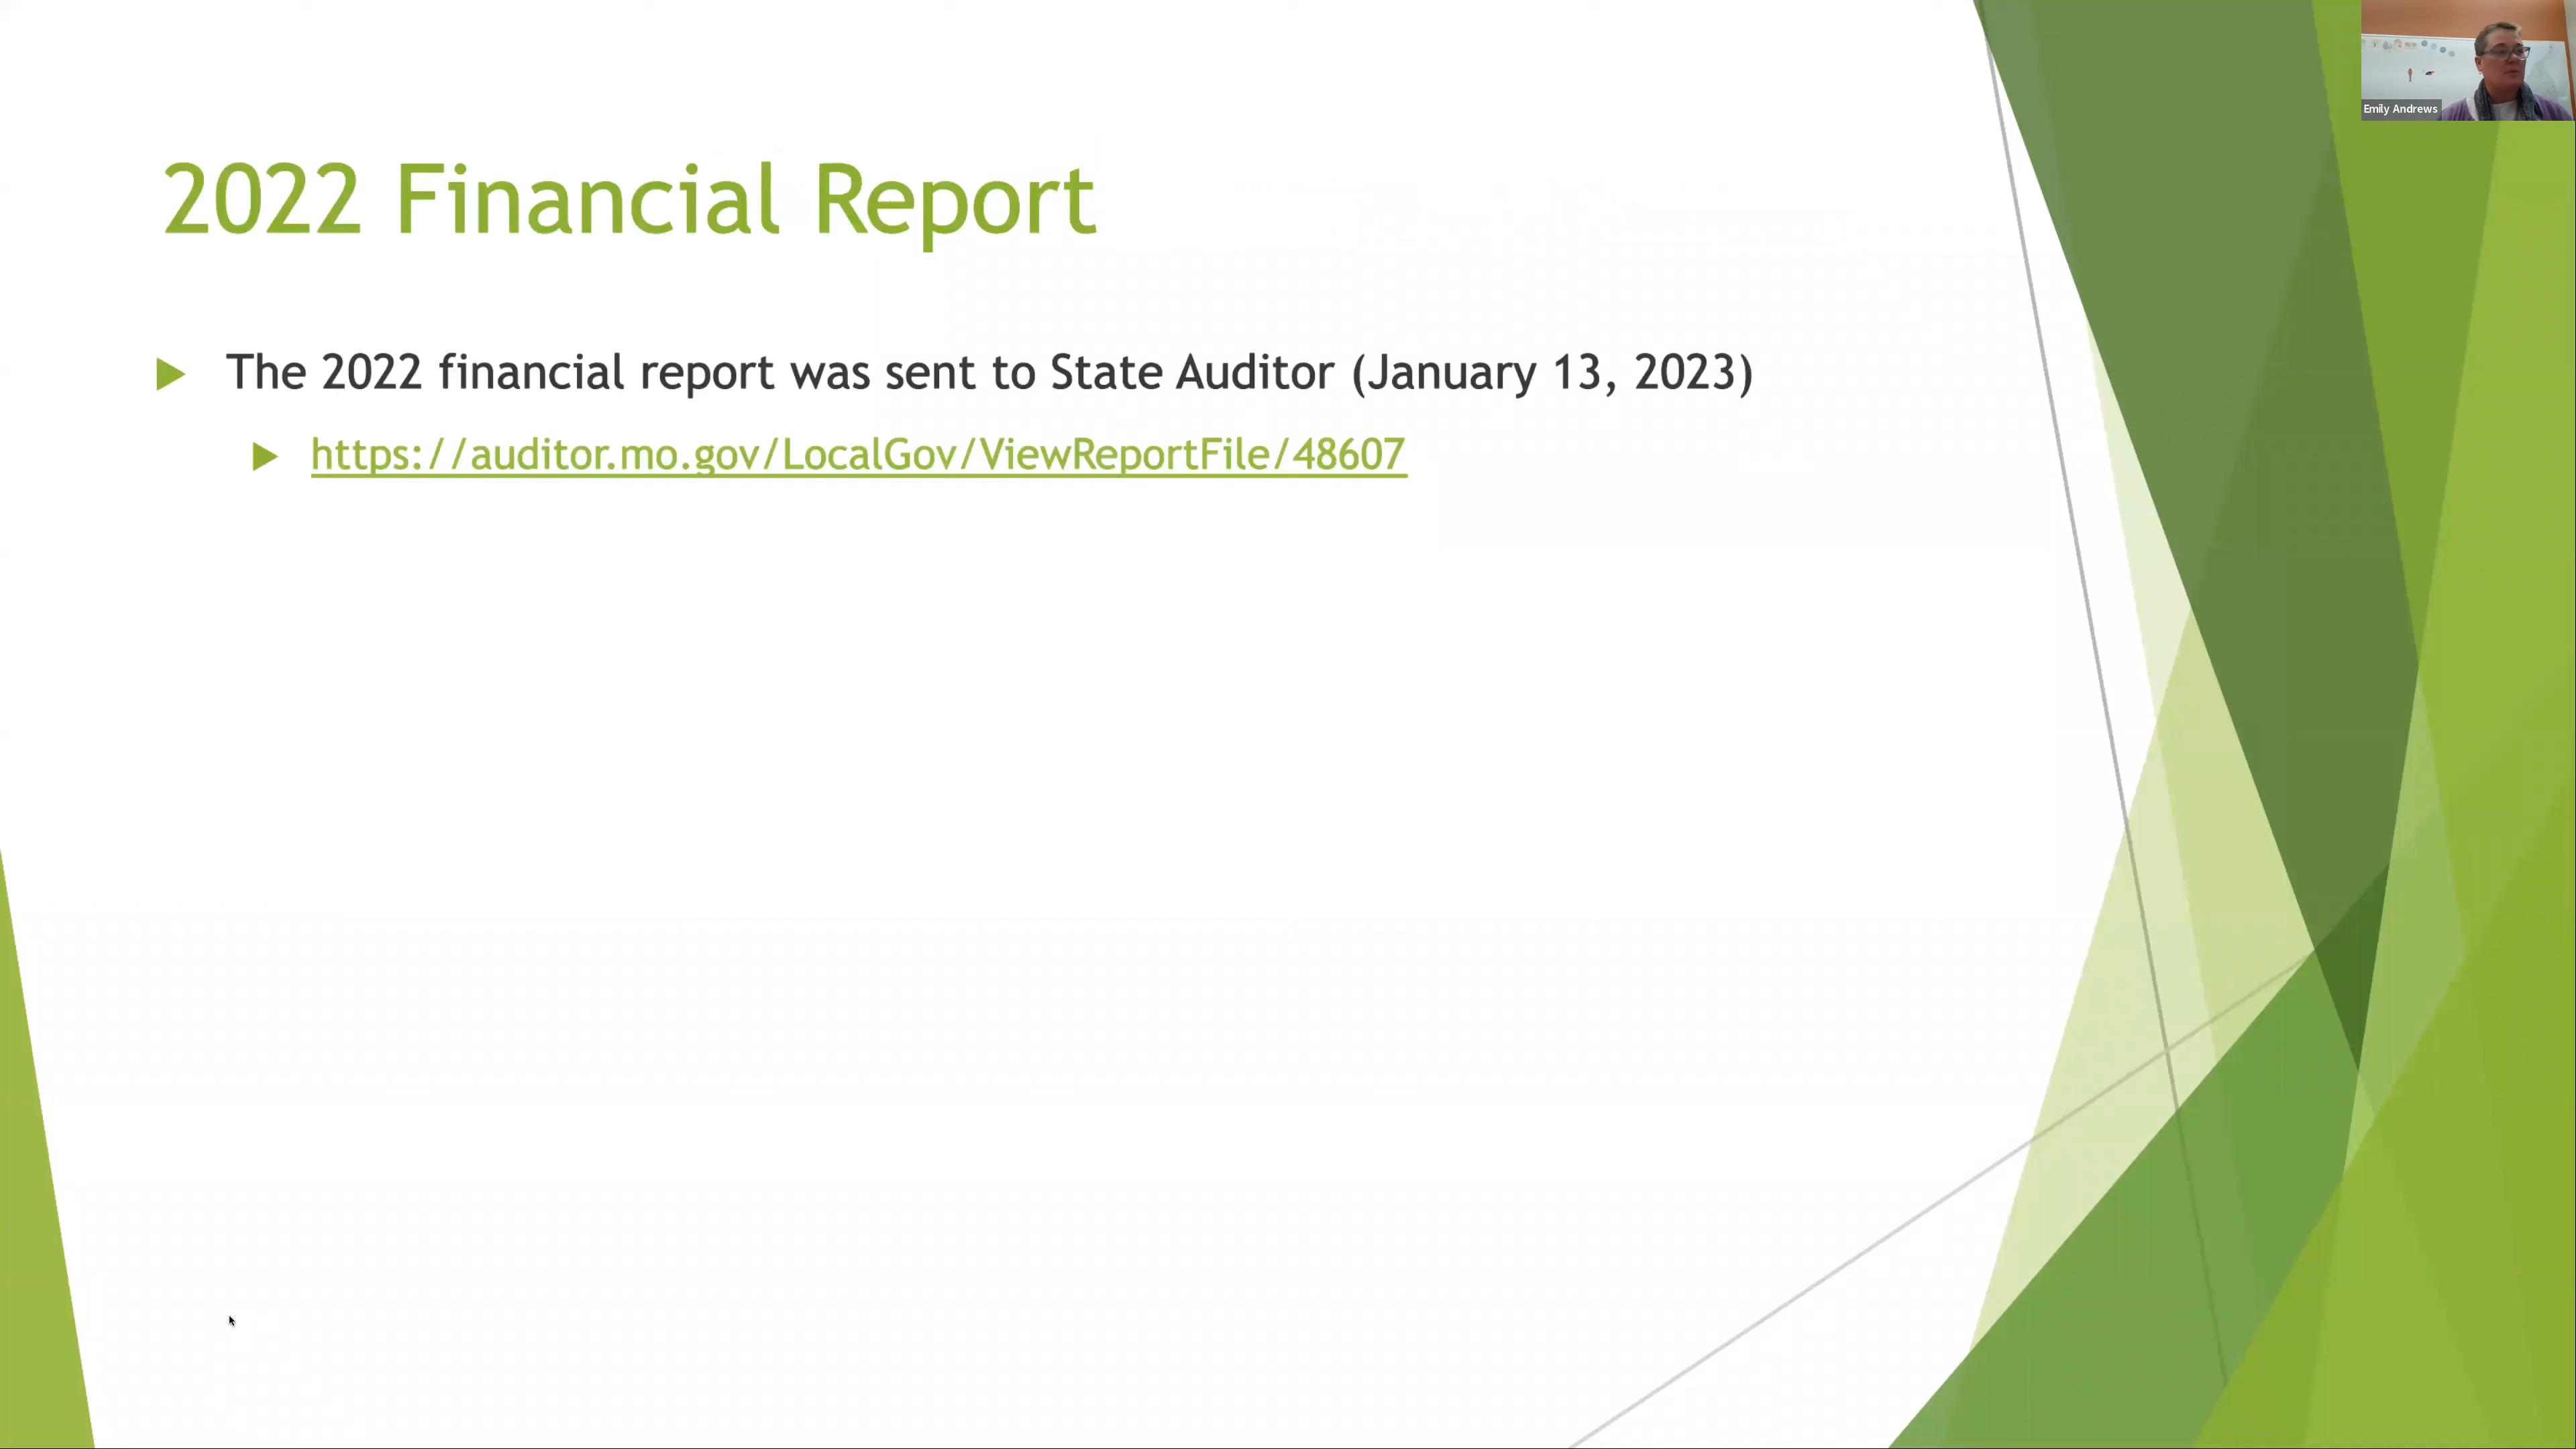 2022 Financial Report
The 2022 financial report was sent to State Auditor (January 13, 2023)
https://auditor.mo.gov/LocalGov/ViewReportFile/48607
Emily Andrews